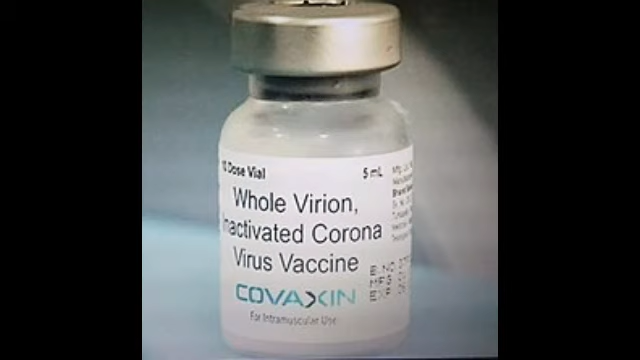 10 Dose Vial
5 mL
Whole Virion,
Inactivated Corona
Virus Vaccine
COVAXIN
For Intramuscular Use